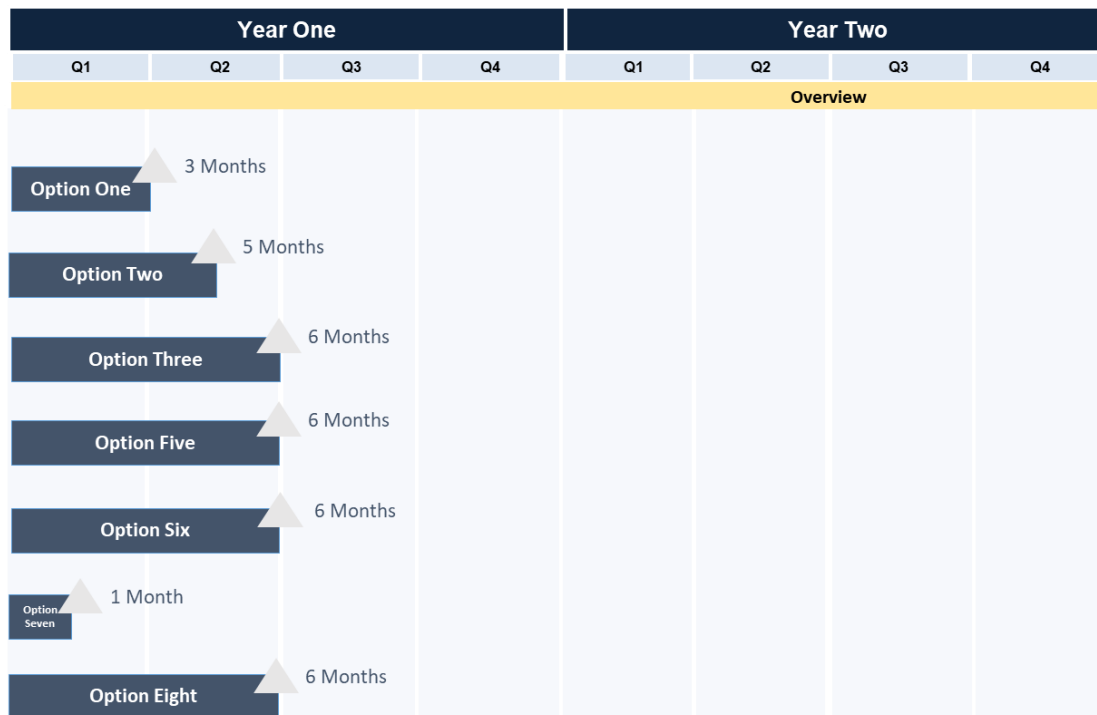 Year One
Year Two
Q1
Q2
Q3
Q4
Q1
Q2
Q3
Q4
Overview
3 Months
Option One
5 Months
Option Two
6 Months
Option Three
6 Months
Option Five
6 Months
Option Six
1 Month
Option
Seven
6 Months
Option Eight